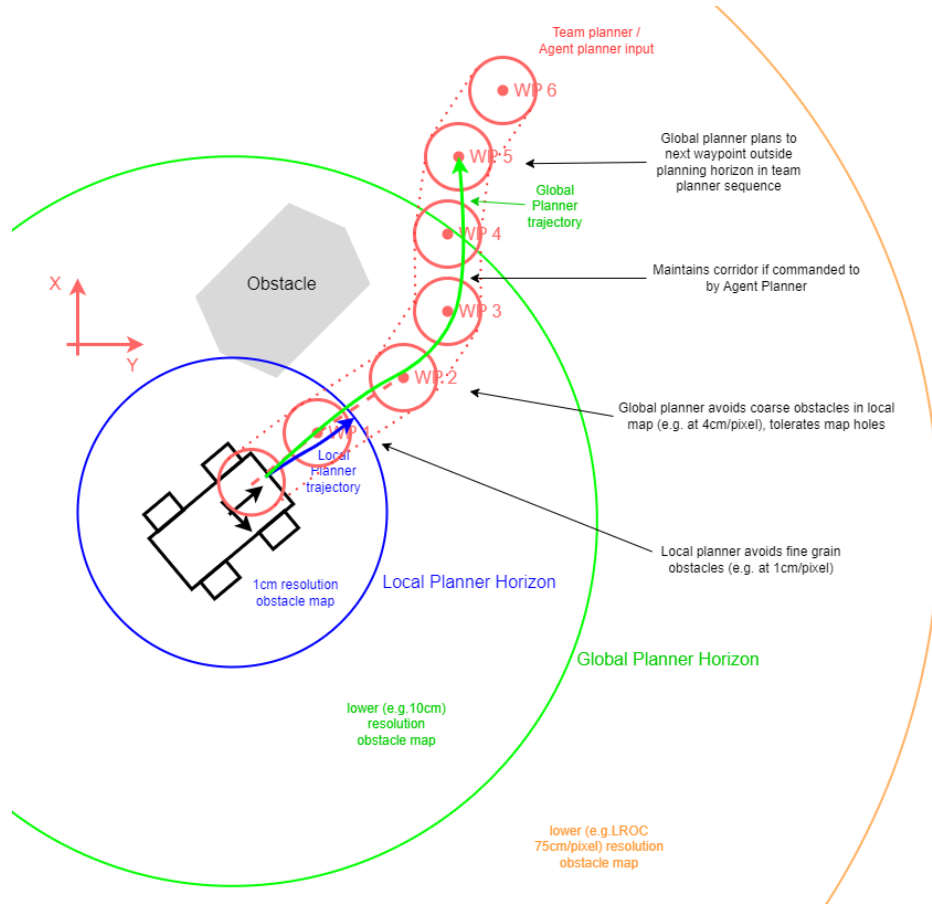 Team planner /
Agent planner input
WP 6
Global planner plans to
next waypoint outside
planning horizon in team
planner sequence
WP 5
Global
Planner
trajectory
WP 4
Obstacle
Maintains corridor if commanded to
by Agent Planner
X
Y
WP 3
WP 2
Global planner avoids coarse obstacles in local
map (e.g. at 4cm/pixel), tolerates map holes
WP 1
Local
Planner
trajectory
Local planner avoids fine grain
obstacles (e.g. at 1cm/pixel)
1cm resolution
obstacle map
Local Planner Horizon
Global Planner Horizon
lower (e.g.10cm)
resolution
obstacle map
lower (e.g.LROC
75cm/pixel) resolution
obstacle map